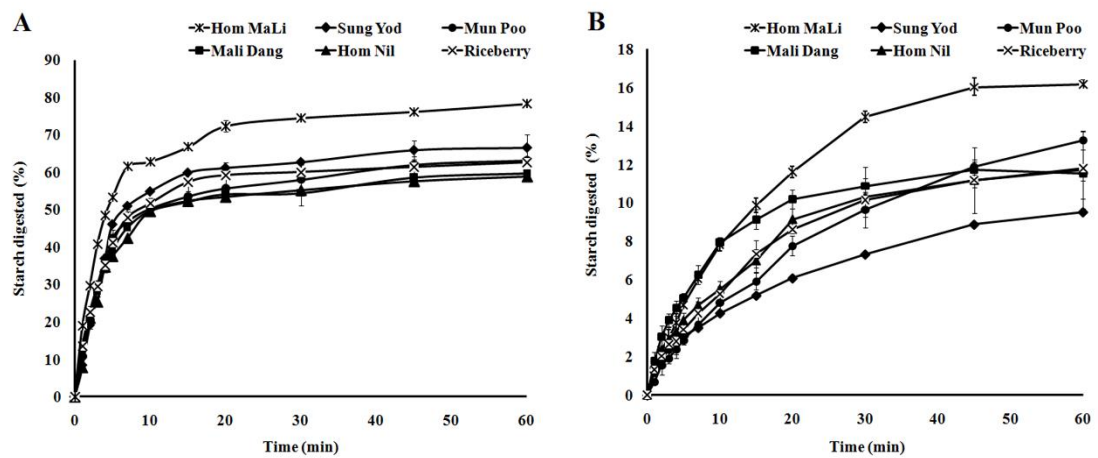 A
Hom MaLi Sung Yod Mun Poo
Mali Dang Hom Nil Riceberry
90
80
70
60
50
40
30
20
10
0
Starch digested (%)
0 10 20 30 40 50 60
Time (min)
B
Hom MaLi Sung Yod Mun Poo
Mali Dang Hom Nil Riceberry
18
16
14
12
10
8
6
4
2
0
Starch digested (%)
0 10 20 30 40 50 60
Time (min)